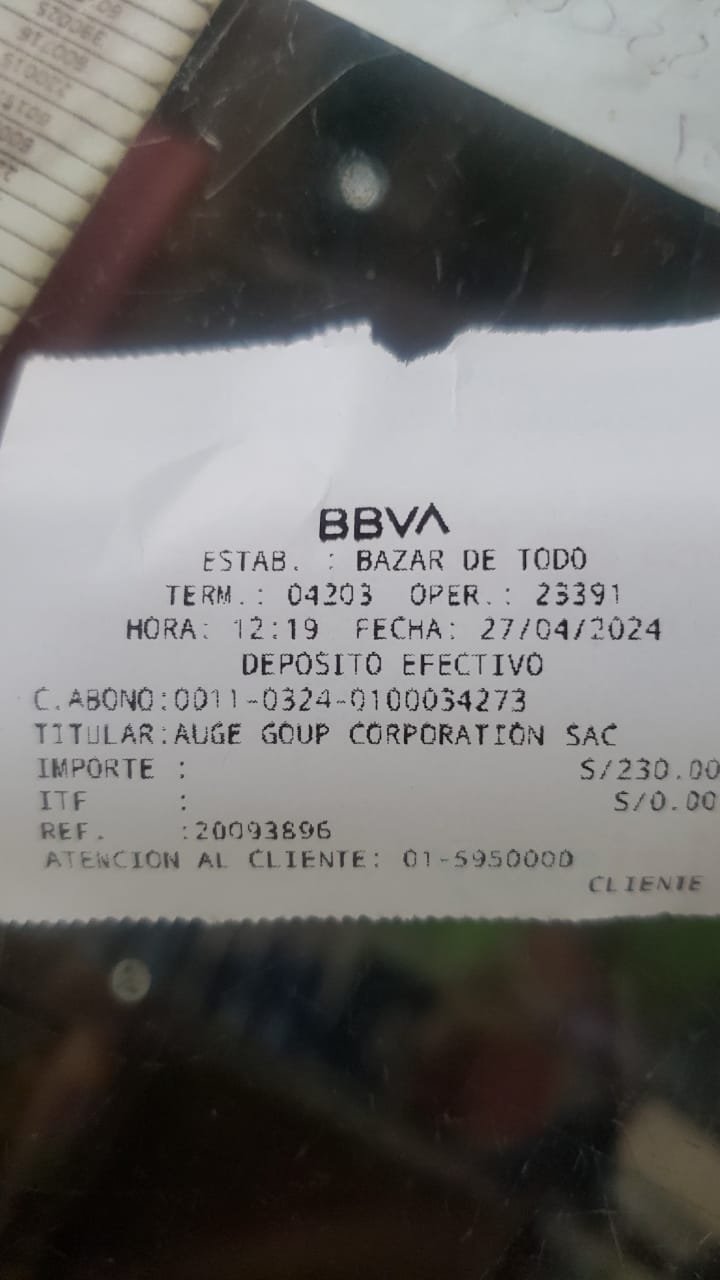 BBVA
ESTAB. : BAZAR DE TODO
TERM.: 04203 OPER.: 23391
HORA: 12:19 FECHA: 27/04/2024
DEPOSITO EFECTIVO
C.ABONO:0011-0324-0100034273
TITULAR:AUGE GOUP CORPORATION SAC
IMPORTE : S/230.00
ITF : S/0.00
REF. :20093896
ATENCION AL CLIENTE: 01-5950000
CLIENTE